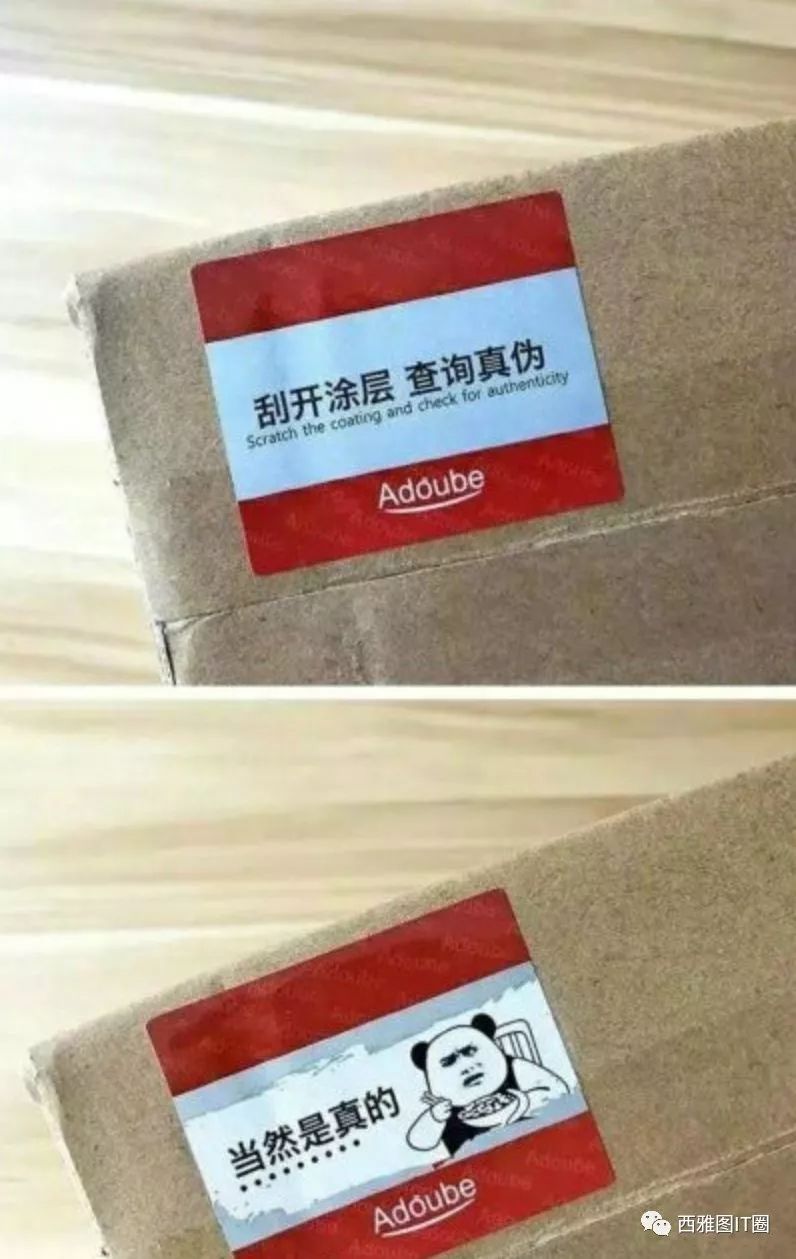 刮开涂层 查询真伪
Scratch the coating and check for authenticity
Adoube
当然是真的
Adoube
西雅图IT圈